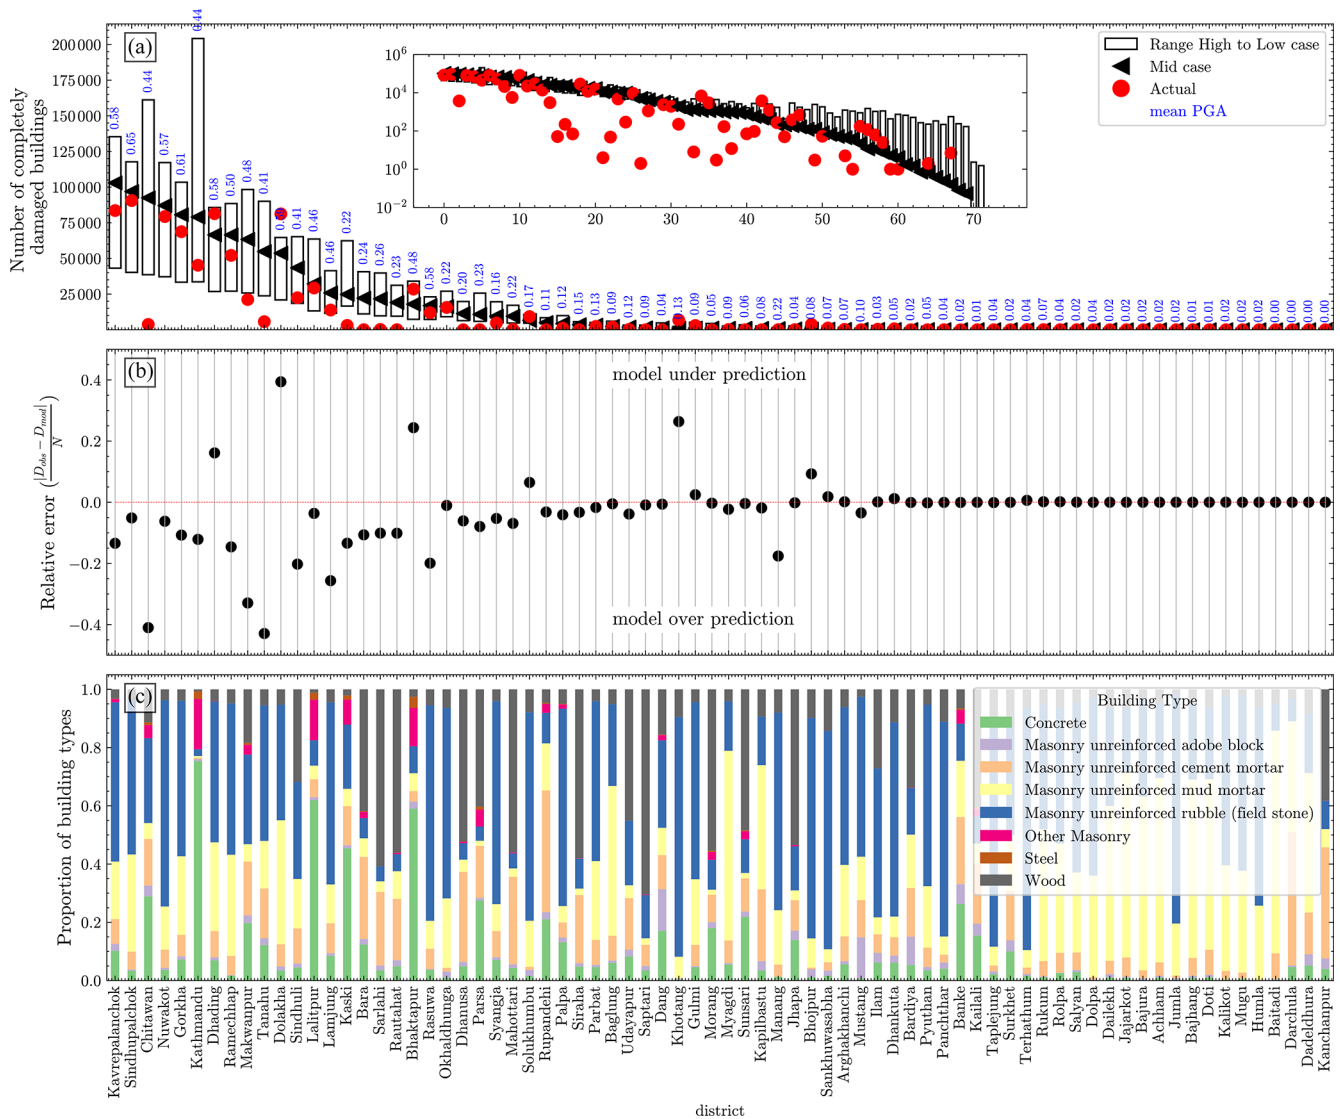 (a)
200 000
175 000
150 000
125 000
100 000
75 000
50 000
25 000
Number of completely
damaged buildings
0.58
0.65
0.44
0.57
0.61
0.44
0.58
0.50
0.48
0.41
0.41
0.46
0.46
0.22
0.24
0.26
0.23
0.48
0.58
0.22
0.20
0.23
0.16
0.22
0.17
0.11
0.12
0.15
0.13
0.09
0.12
0.09
0.04
0.13
0.09
0.05
0.09
0.06
0.08
0.22
0.04
0.08
0.07
0.07
0.10
0.03
0.05
0.02
0.05
0.04
0.02
0.01
0.04
0.02
0.04
0.07
0.04
0.02
0.04
0.02
0.02
0.02
0.03
0.02
0.02
0.01
0.01
0.02
0.02
0.01
0.00
0.00
0.00
0.00
10⁶
10⁴
10²
10⁰
10⁻²
0 10 20 30 40 50 60 70
Range High to Low case
Mid case
Actual
mean PGA
(b)
0.4
0.2
0.0
−0.2
−0.4
Relative error (|D_obs − D_mod| / N)
model under prediction
model over prediction
(c)
1.0
0.8
0.6
0.4
0.2
0.0
Proportion of building types
Building Type
Concrete
Masonry unreinforced adobe block
Masonry unreinforced cement mortar
Masonry unreinforced mud mortar
Masonry unreinforced rubble (field stone)
Other Masonry
Steel
Wood
Kavrepalanchok
Sindhupalchok
Chitawan
Nuwakot
Gorkha
Kathmandu
Dhading
Ramechhap
Makwanpur
Tanahu
Dolakha
Sindhuli
Lalitpur
Lamjung
Kaski
Bara
Sarlahi
Rautahat
Bhaktapur
Rasuwa
Okhaldhunga
Dhanusa
Parsa
Syangja
Mahottari
Solukhumbu
Rupandehi
Palpa
Siraha
Parbat
Baglung
Udayapur
Saptari
Dang
Khotang
Gulmi
Morang
Myagdi
Sunsari
Kapilbastu
Manang
Jhapa
Bhojpur
Sankhuwasabha
Arghakhanchi
Mustang
Ilam
Dhankuta
Bardiya
Pyuthan
Panchthar
Banke
Kailali
Taplejung
Surkhet
Terhathum
Rukum
Rolpa
Salyan
Dolpa
Dailekh
Jajarkot
Bajura
Achham
Jumla
Bajhang
Doti
Kalikot
Mugu
Humla
Baitadi
Darchula
Dadeldhura
Kanchanpur
district